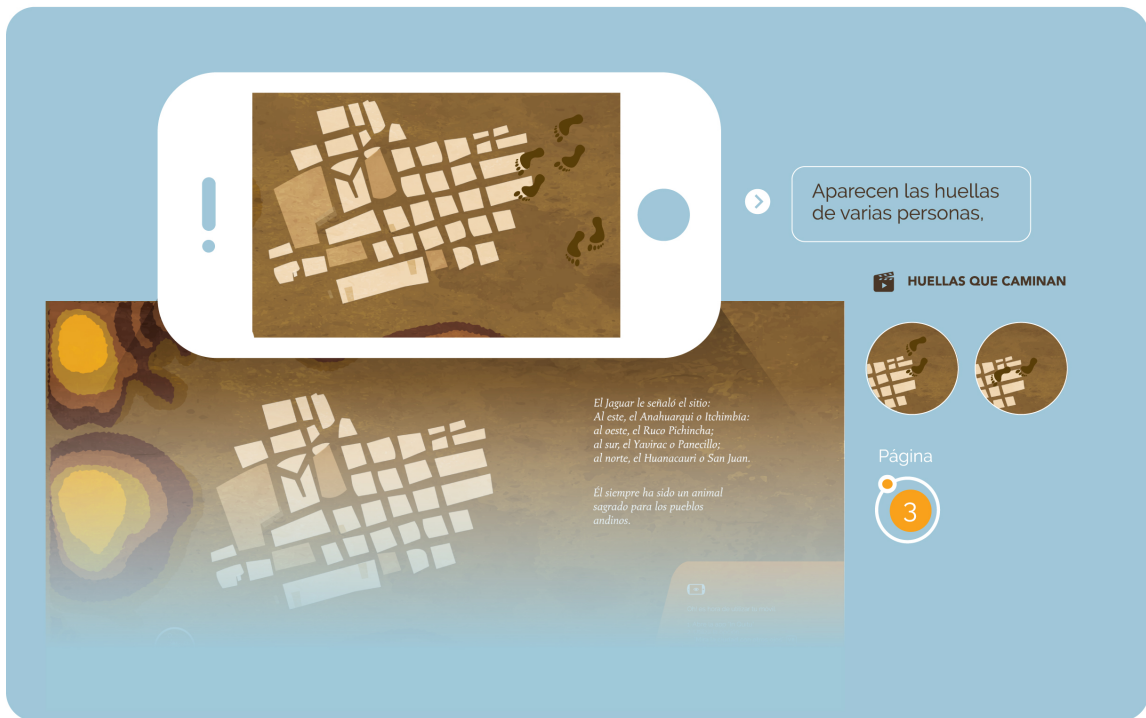 Aparecen las huellas
de varias personas,
HUELLAS QUE CAMINAN
El Jaguar le señaló el sitio:
Al este, el Anahuarqui o Itchimbía:
al oeste, el Ruco Pichincha;
al sur, el Yavirac o Panecillo;
al norte, el Huanacauri o San Juan.
Él siempre ha sido un animal
sagrado para los pueblos
andinos.
Página
3